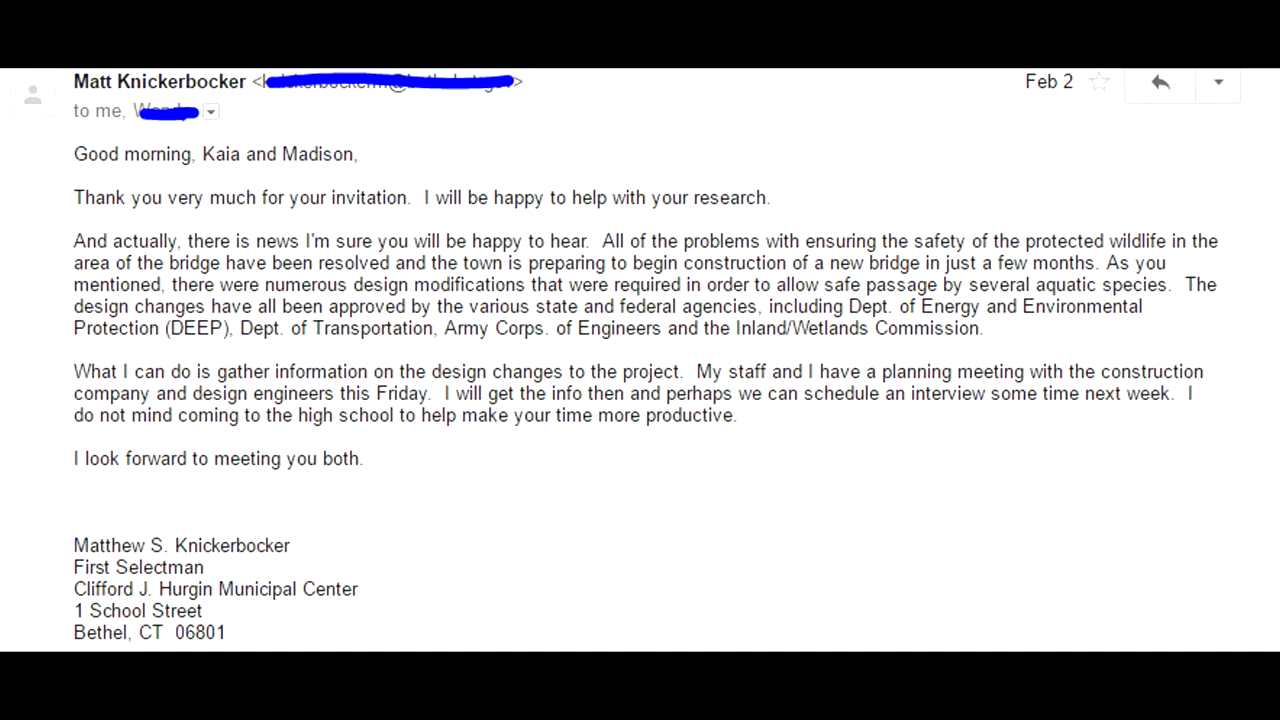 Matt Knickerbocker Feb 2
to me,
Good morning, Kaia and Madison,
Thank you very much for your invitation. I will be happy to help with your research.
And actually, there is news I'm sure you will be happy to hear. All of the problems with ensuring the safety of the protected wildlife in the
area of the bridge have been resolved and the town is preparing to begin construction of a new bridge in just a few months. As you
mentioned, there were numerous design modifications that were required in order to allow safe passage by several aquatic species. The
design changes have all been approved by the various state and federal agencies, including Dept. of Energy and Environmental
Protection (DEEP), Dept. of Transportation, Army Corps. of Engineers and the Inland/Wetlands Commission.
What I can do is gather information on the design changes to the project. My staff and I have a planning meeting with the construction
company and design engineers this Friday. I will get the info then and perhaps we can schedule an interview some time next week. I
do not mind coming to the high school to help make your time more productive.
I look forward to meeting you both.
Matthew S. Knickerbocker
First Selectman
Clifford J. Hurgin Municipal Center
1 School Street
Bethel, CT 06801